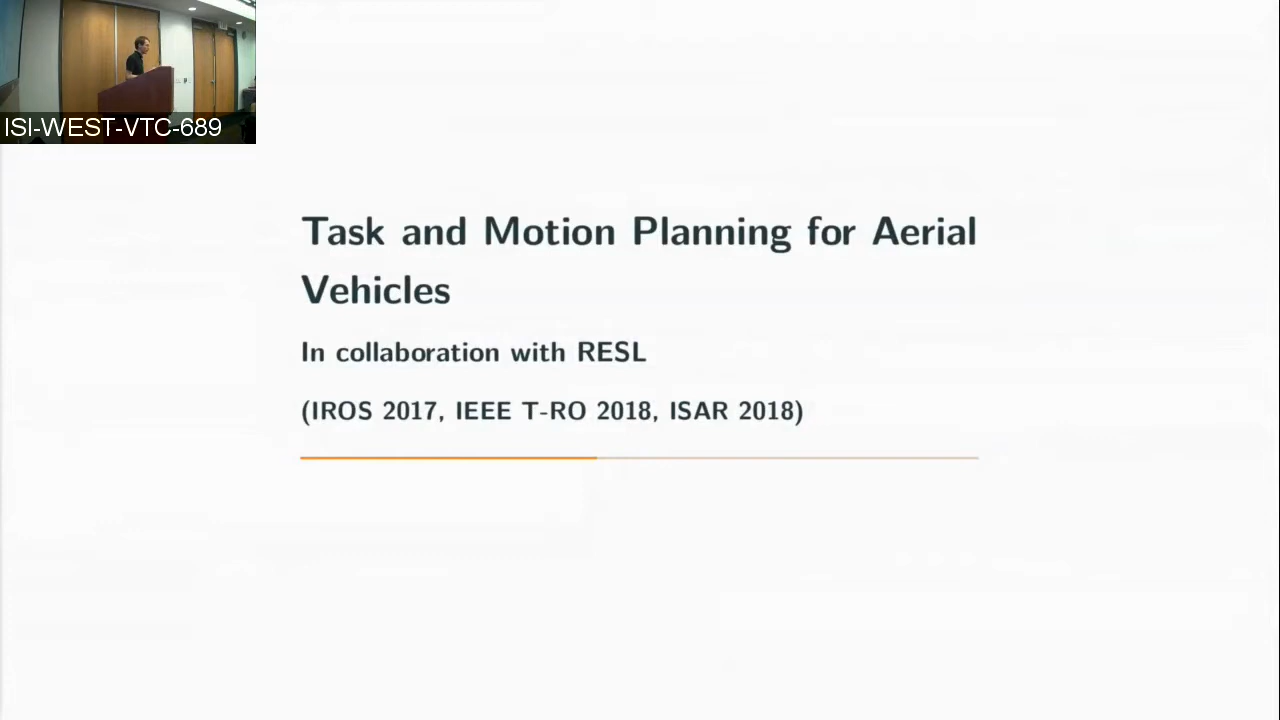 ISI-WEST-VTC-689
Task and Motion Planning for Aerial
Vehicles
In collaboration with RESL
(IROS 2017, IEEE T-RO 2018, ISAR 2018)